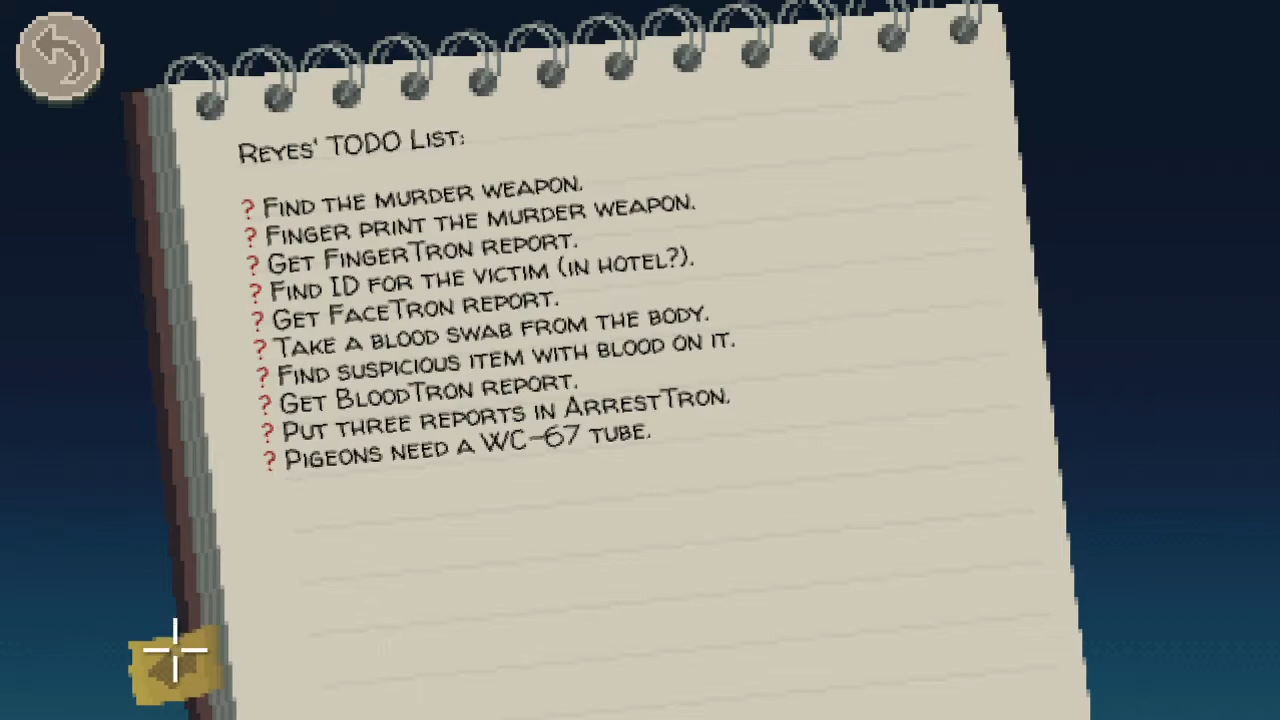 Reyes' TODO List:
? Find the murder weapon.
? Finger print the murder weapon.
? Get FingerTron report.
? Find ID for the victim (in hotel?).
? Get FaceTron report.
? Take a blood swab from the body.
? Find suspicious item with blood on it.
? Get BloodTron report.
? Put three reports in ArrestTron.
? Pigeons need a WC-67 tube.